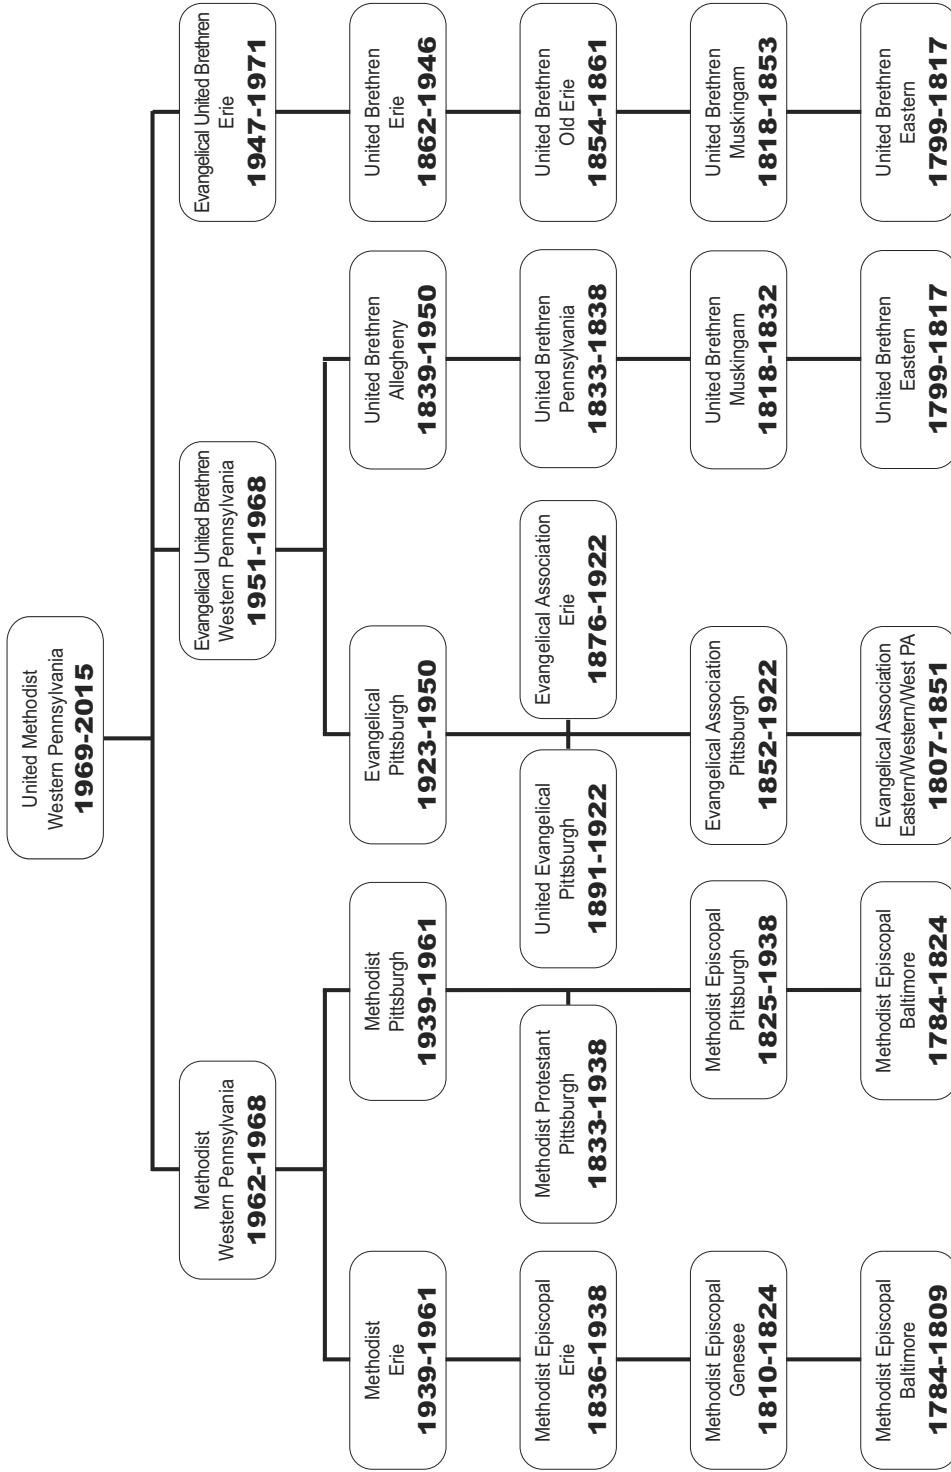 United Methodist
Western Pennsylvania
1969-2015
Methodist
Western Pennsylvania
1962-1968
Evangelical United Brethren
Western Pennsylvania
1951-1968
Evangelical United Brethren
Erie
1947-1971
Methodist
Erie
1939-1961
Methodist
Pittsburgh
1939-1961
Evangelical
Pittsburgh
1923-1950
United Brethren
Allegheny
1839-1950
United Brethren
Erie
1862-1946
Methodist Episcopal
Erie
1836-1938
Methodist Protestant
Pittsburgh
1833-1938
United Evangelical
Pittsburgh
1891-1922
Evangelical Association
Erie
1876-1922
United Brethren
Pennsylvania
1833-1838
United Brethren
Old Erie
1854-1861
Methodist Episcopal
Genesee
1810-1824
Methodist Episcopal
Pittsburgh
1825-1938
Evangelical Association
Pittsburgh
1852-1922
United Brethren
Muskingam
1818-1832
United Brethren
Muskingam
1818-1853
Methodist Episcopal
Baltimore
1784-1809
Methodist Episcopal
Baltimore
1784-1824
Evangelical Association
Eastern/Western/West PA
1807-1851
United Brethren
Eastern
1799-1817
United Brethren
Eastern
1799-1817